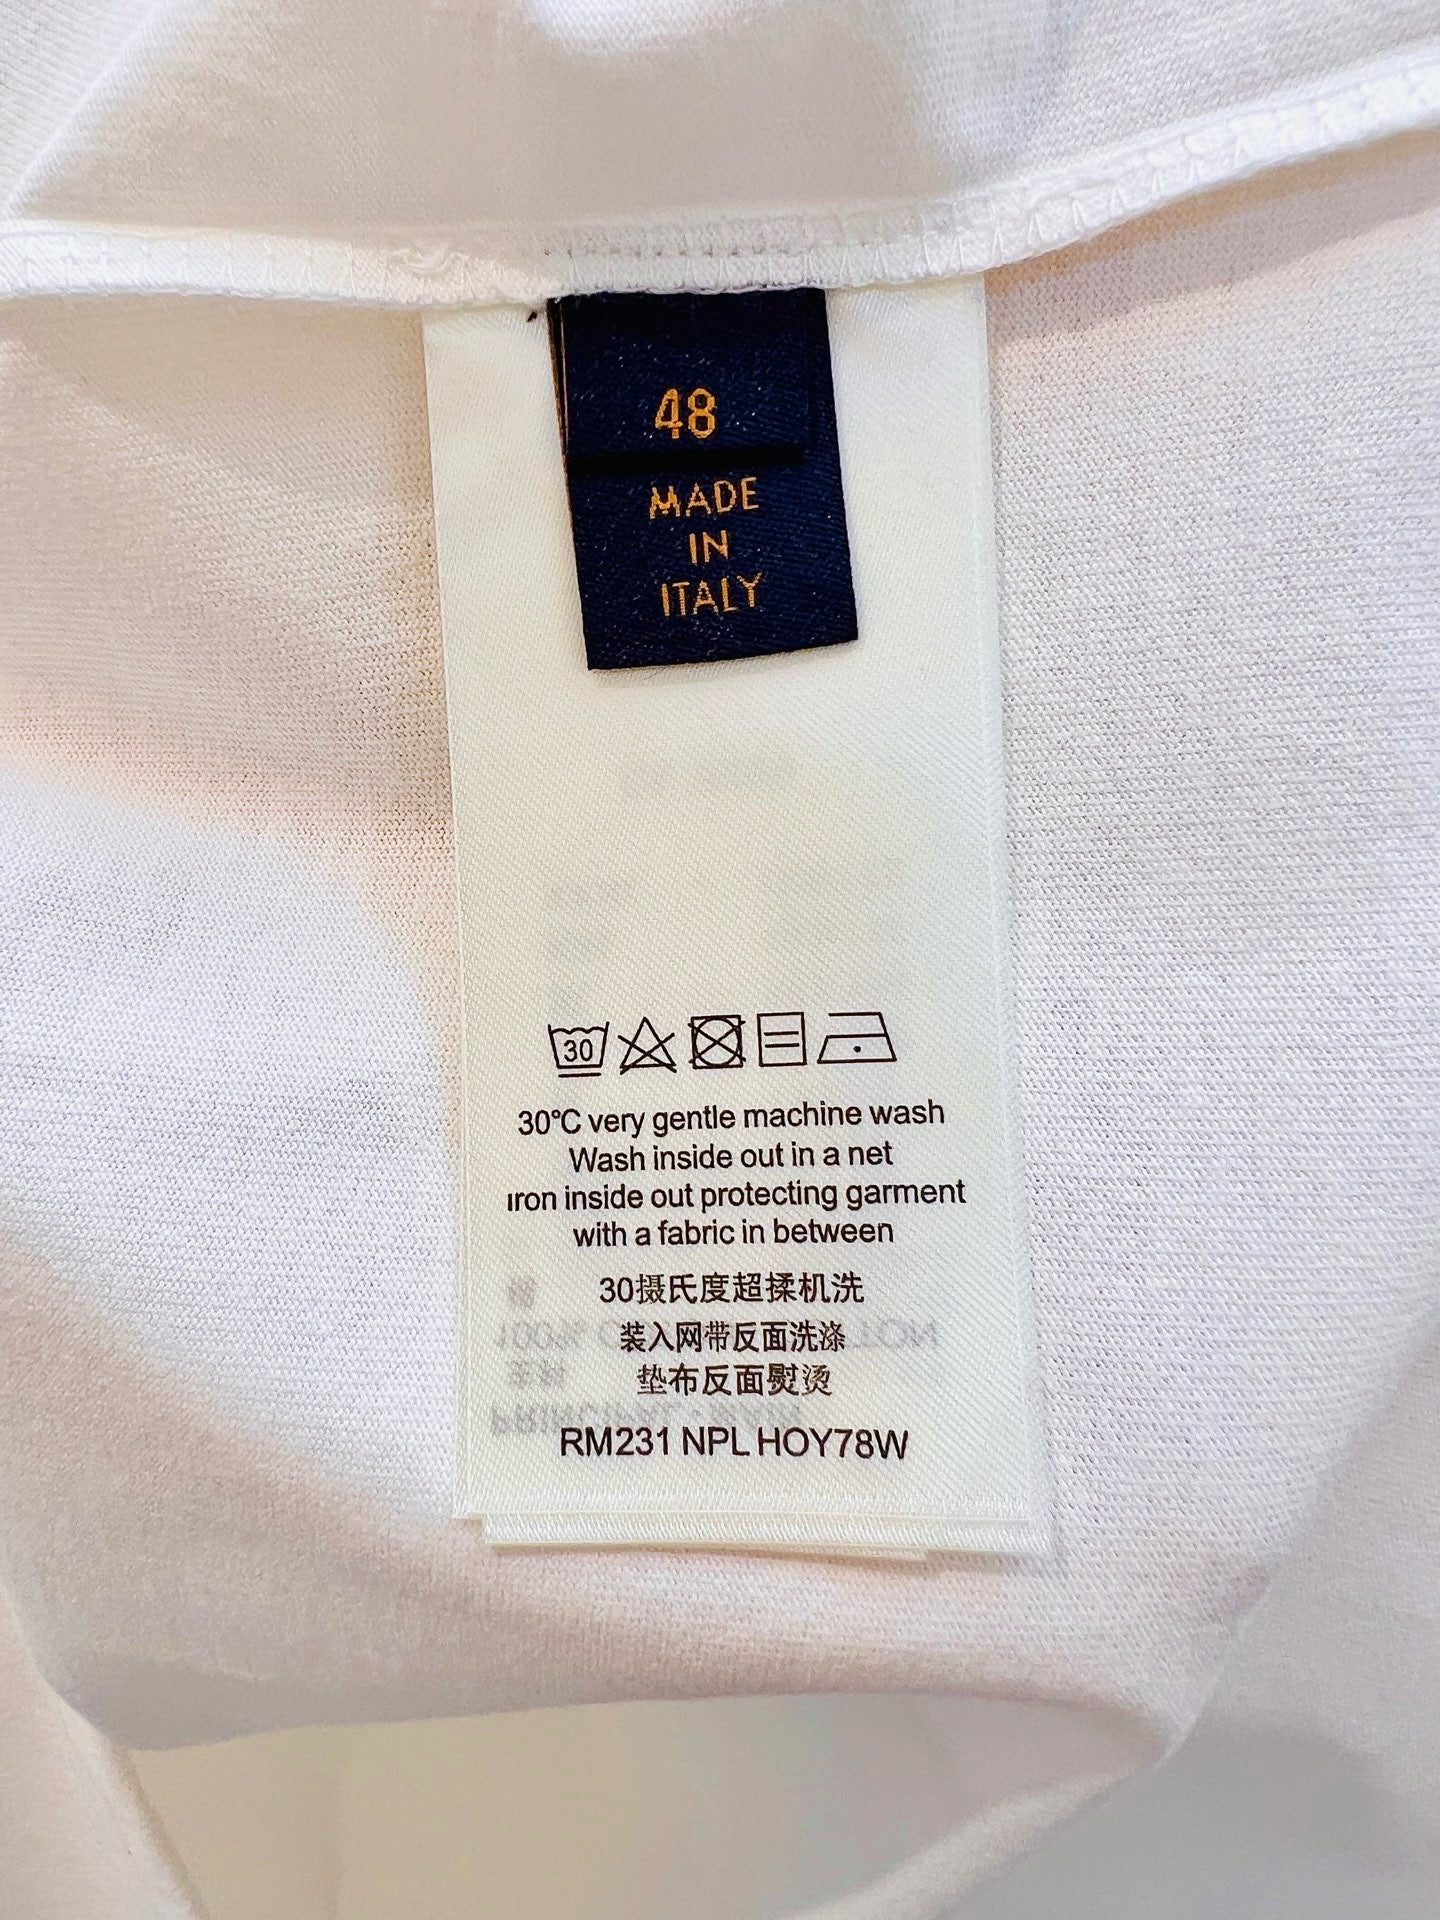 48
MADE
IN
ITALY
30
30°C very gentle machine wash
Wash inside out in a net
Iron inside out protecting garment
with a fabric in between
30摄氏度超揉机洗
装入网带反面洗涤
垫布反面熨烫
RM231 NPL HOY78W